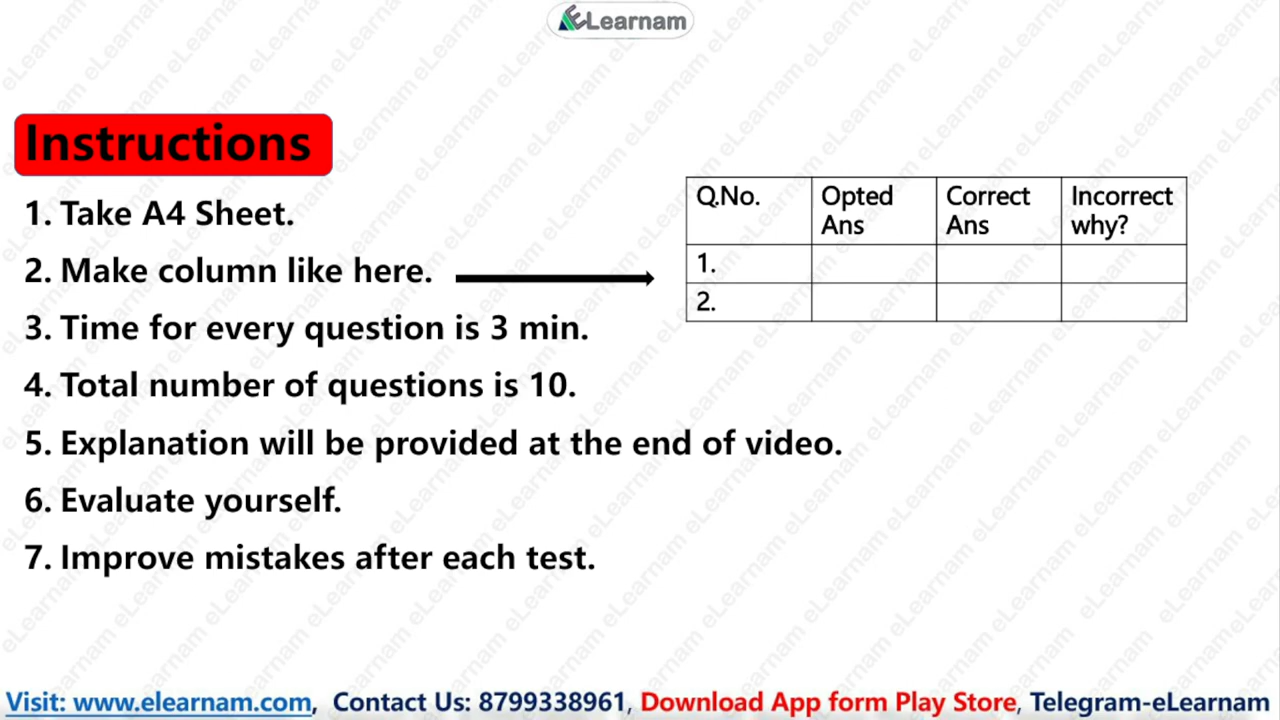 eLearnam
Instructions
1. Take A4 Sheet.
2. Make column like here.
3. Time for every question is 3 min.
4. Total number of questions is 10.
5. Explanation will be provided at the end of video.
6. Evaluate yourself.
7. Improve mistakes after each test.
Q.No. Opted Ans Correct Ans Incorrect why?
1.
2.
Visit: www.elearnam.com, Contact Us: 8799338961, Download App form Play Store, Telegram-eLearnam